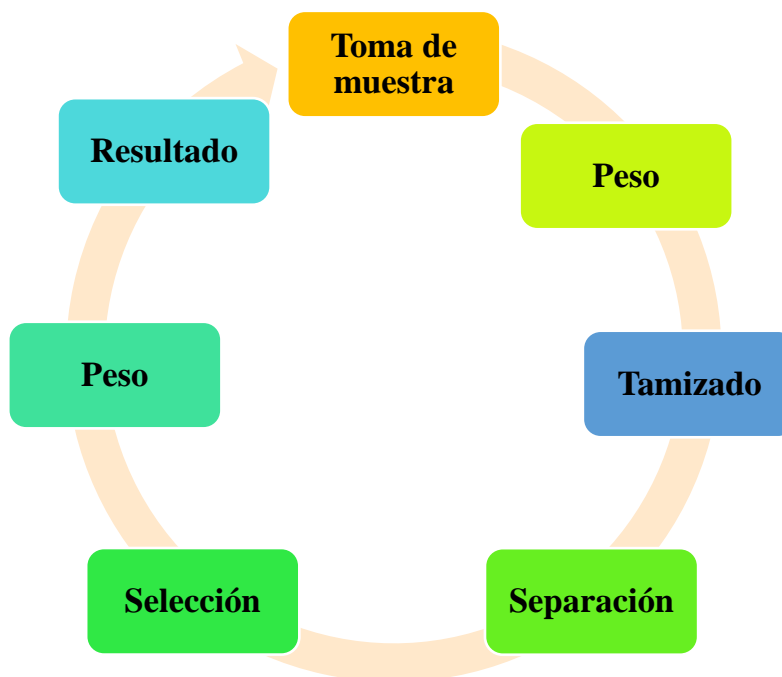 Toma de
muestra
Peso
Tamizado
Separación
Selección
Peso
Resultado